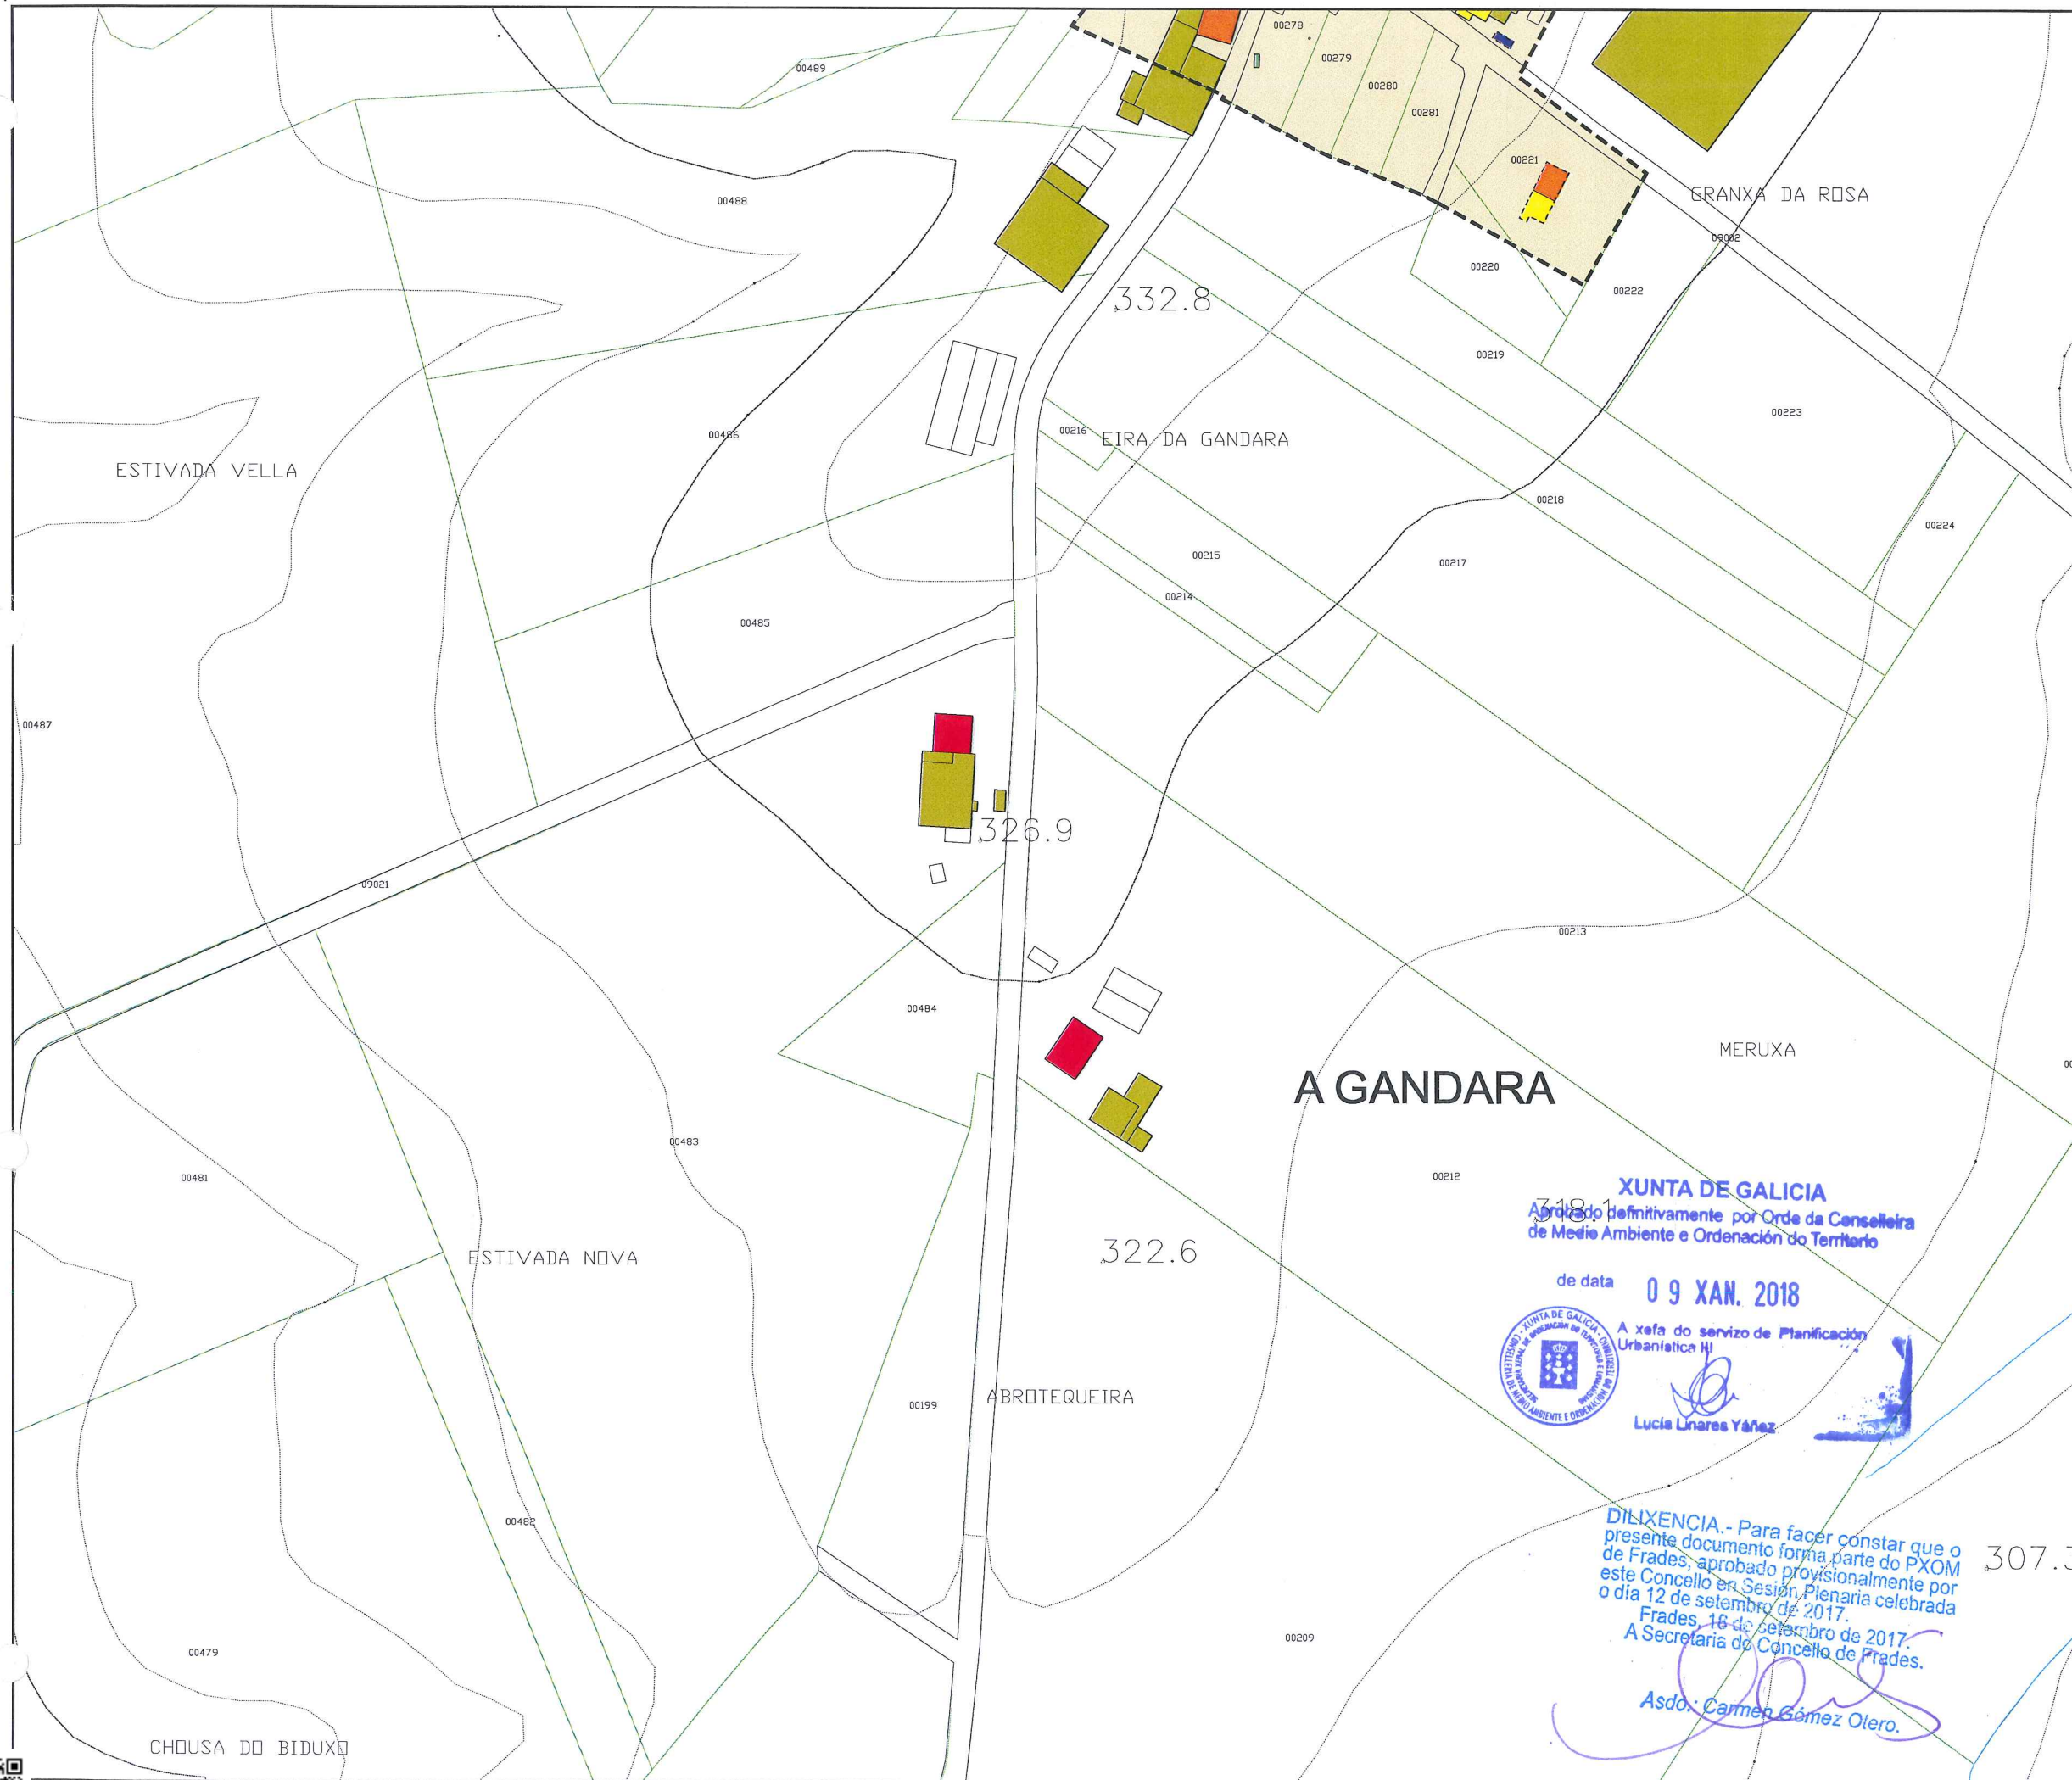 00278
00279
00489
00280
00281
00221
00488
GRANXA DA ROSA
09002
00220
00222
332.8
00219
00223
00216
EIRA DA GANDARA
00486
ESTIVADA VELLA
00218
00224
00215
00217
00214
00485
00487
326.9
09021
00213
00484
MERUXA
A GANDARA
00483
00481
00212
318.1
XUNTA DE GALICIA
Aprobado definitivamente por Orde da Conselleira
de Medio Ambiente e Ordenación do Territorio
322.6
ESTIVADA NOVA
de data 09 XAN. 2018
A xefa do servizo de Planificación
Urbanística III
Lucía Linares Yáñez
00199
ABROTEQUEIRA
00482
DILIXENCIA.- Para facer constar que o
presente documento forma parte do PXOM
de Frades, aprobado provisionalmente por
este Concello en Sesión Plenaria celebrada
o día 12 de setembro de 2017.
Frades, 18 de setembro de 2017.
A Secretaria do Concello de Frades.
Asdo.: Carmen Gómez Otero.
307.3
00209
00479
CHOUSA DO BIDUXO